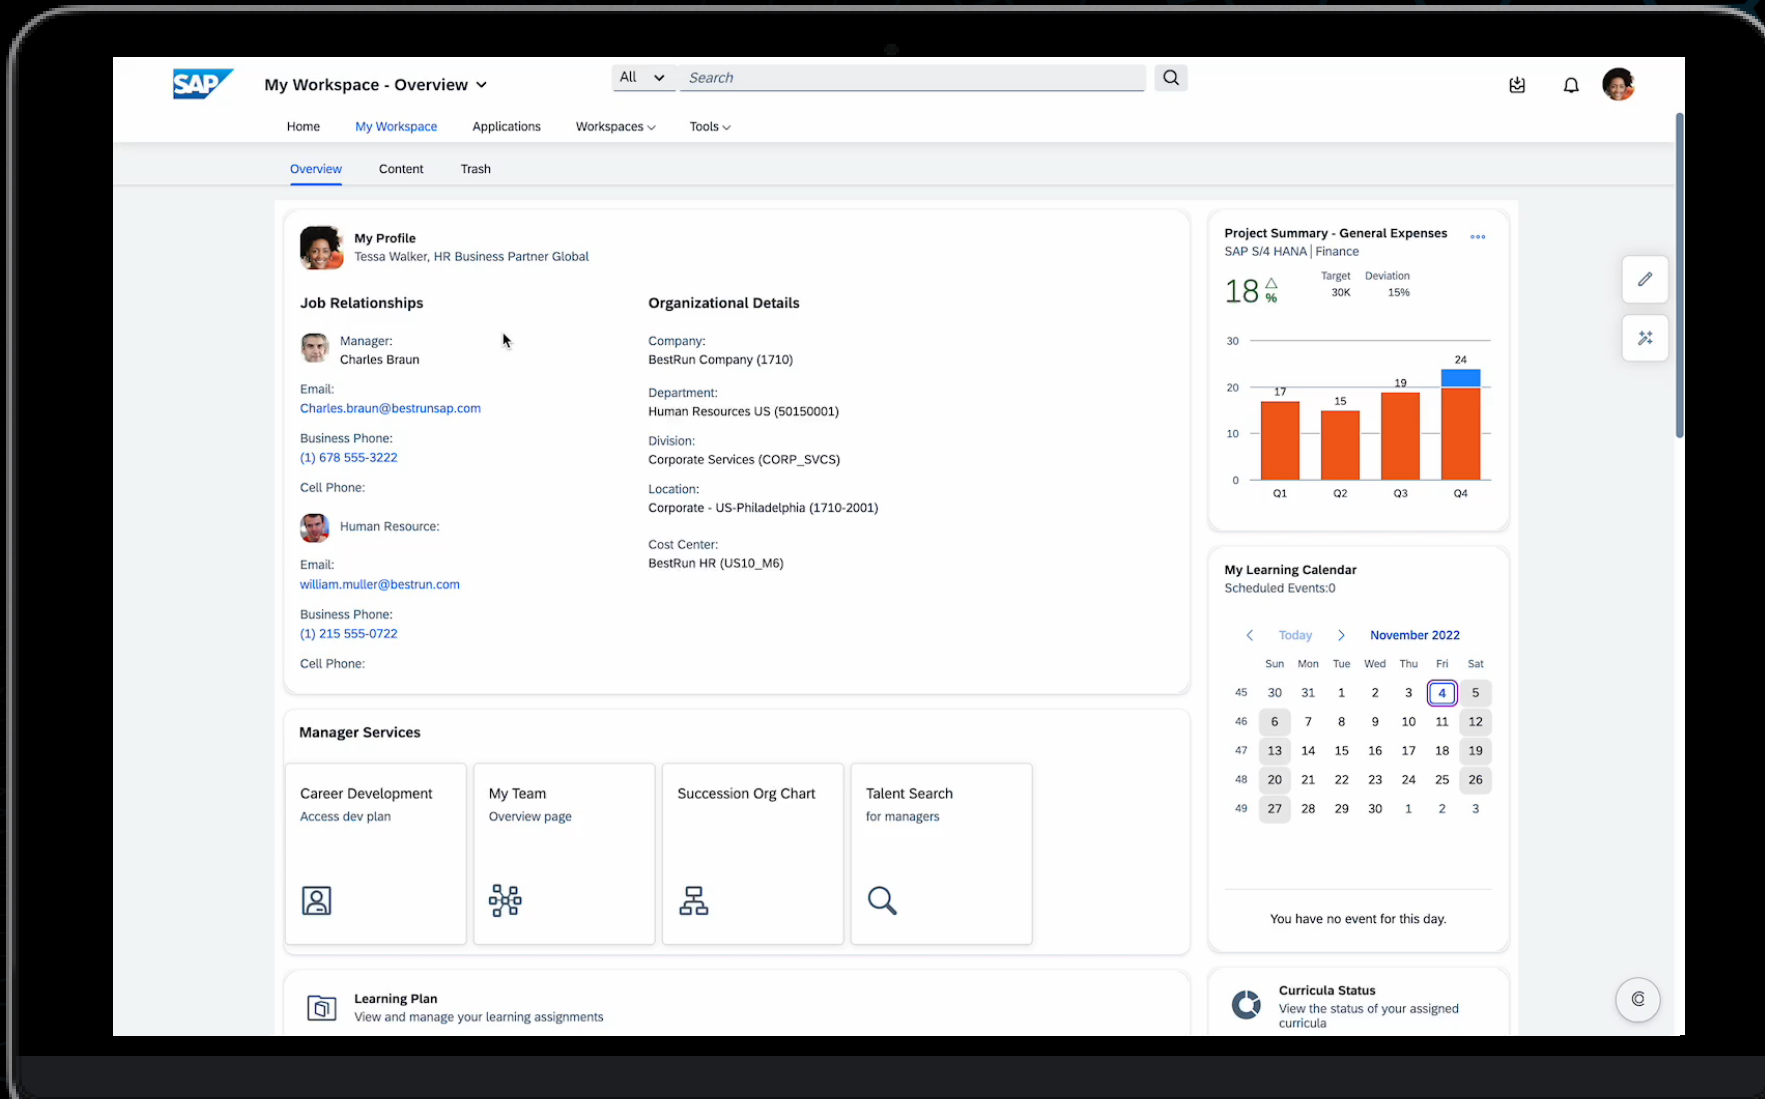 SAP
My Workspace - Overview
All
Search
Home
My Workspace
Applications
Workspaces
Tools
Overview
Content
Trash
My Profile
Tessa Walker, HR Business Partner Global
Job Relationships
Manager:
Charles Braun
Email:
Charles.braun@bestrunsap.com
Business Phone:
(1) 678 555-3222
Cell Phone:
Human Resource:
Email:
william.muller@bestrun.com
Business Phone:
(1) 215 555-0722
Cell Phone:
Organizational Details
Company:
BestRun Company (1710)
Department:
Human Resources US (50150001)
Division:
Corporate Services (CORP_SVCS)
Location:
Corporate - US-Philadelphia (1710-2001)
Cost Center:
BestRun HR (US10_M6)
Manager Services
Career Development
Access dev plan
My Team
Overview page
Succession Org Chart
Talent Search
for managers
Learning Plan
View and manage your learning assignments
Project Summary - General Expenses
SAP S/4 HANA | Finance
18 %
Target Deviation
30K 15%
30
24
20
17 15 19
10
0
Q1 Q2 Q3 Q4
My Learning Calendar
Scheduled Events:0
Today
November 2022
Sun Mon Tue Wed Thu Fri Sat
45 30 31 1 2 3 4 5
46 6 7 8 9 10 11 12
47 13 14 15 16 17 18 19
48 20 21 22 23 24 25 26
49 27 28 29 30 1 2 3
You have no event for this day.
Curricula Status
View the status of your assigned
curricula